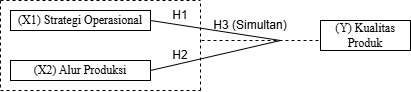 (X1) Strategi Operasional
H1
H3 (Simultan)
(Y) Kualitas
Produk
H2
(X2) Alur Produksi